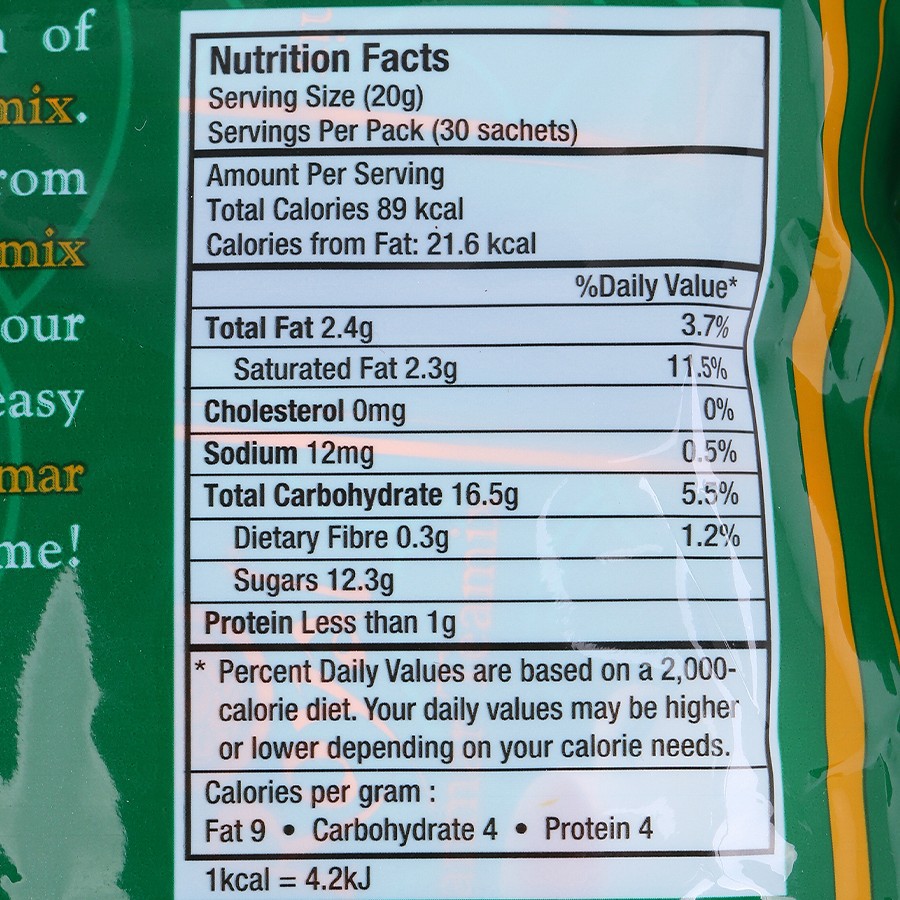 of
mix.
rom
mix
our
easy
mar
me!
Nutrition Facts
Serving Size (20g)
Servings Per Pack (30 sachets)
Amount Per Serving
Total Calories 89 kcal
Calories from Fat: 21.6 kcal
%Daily Value*
Total Fat 2.4g 3.7%
Saturated Fat 2.3g 11.5%
Cholesterol 0mg 0%
Sodium 12mg 0.5%
Total Carbohydrate 16.5g 5.5%
Dietary Fibre 0.3g 1.2%
Sugars 12.3g
Protein Less than 1g
* Percent Daily Values are based on a 2,000-
calorie diet. Your daily values may be higher
or lower depending on your calorie needs.
Calories per gram :
Fat 9 • Carbohydrate 4 • Protein 4
1kcal = 4.2kJ